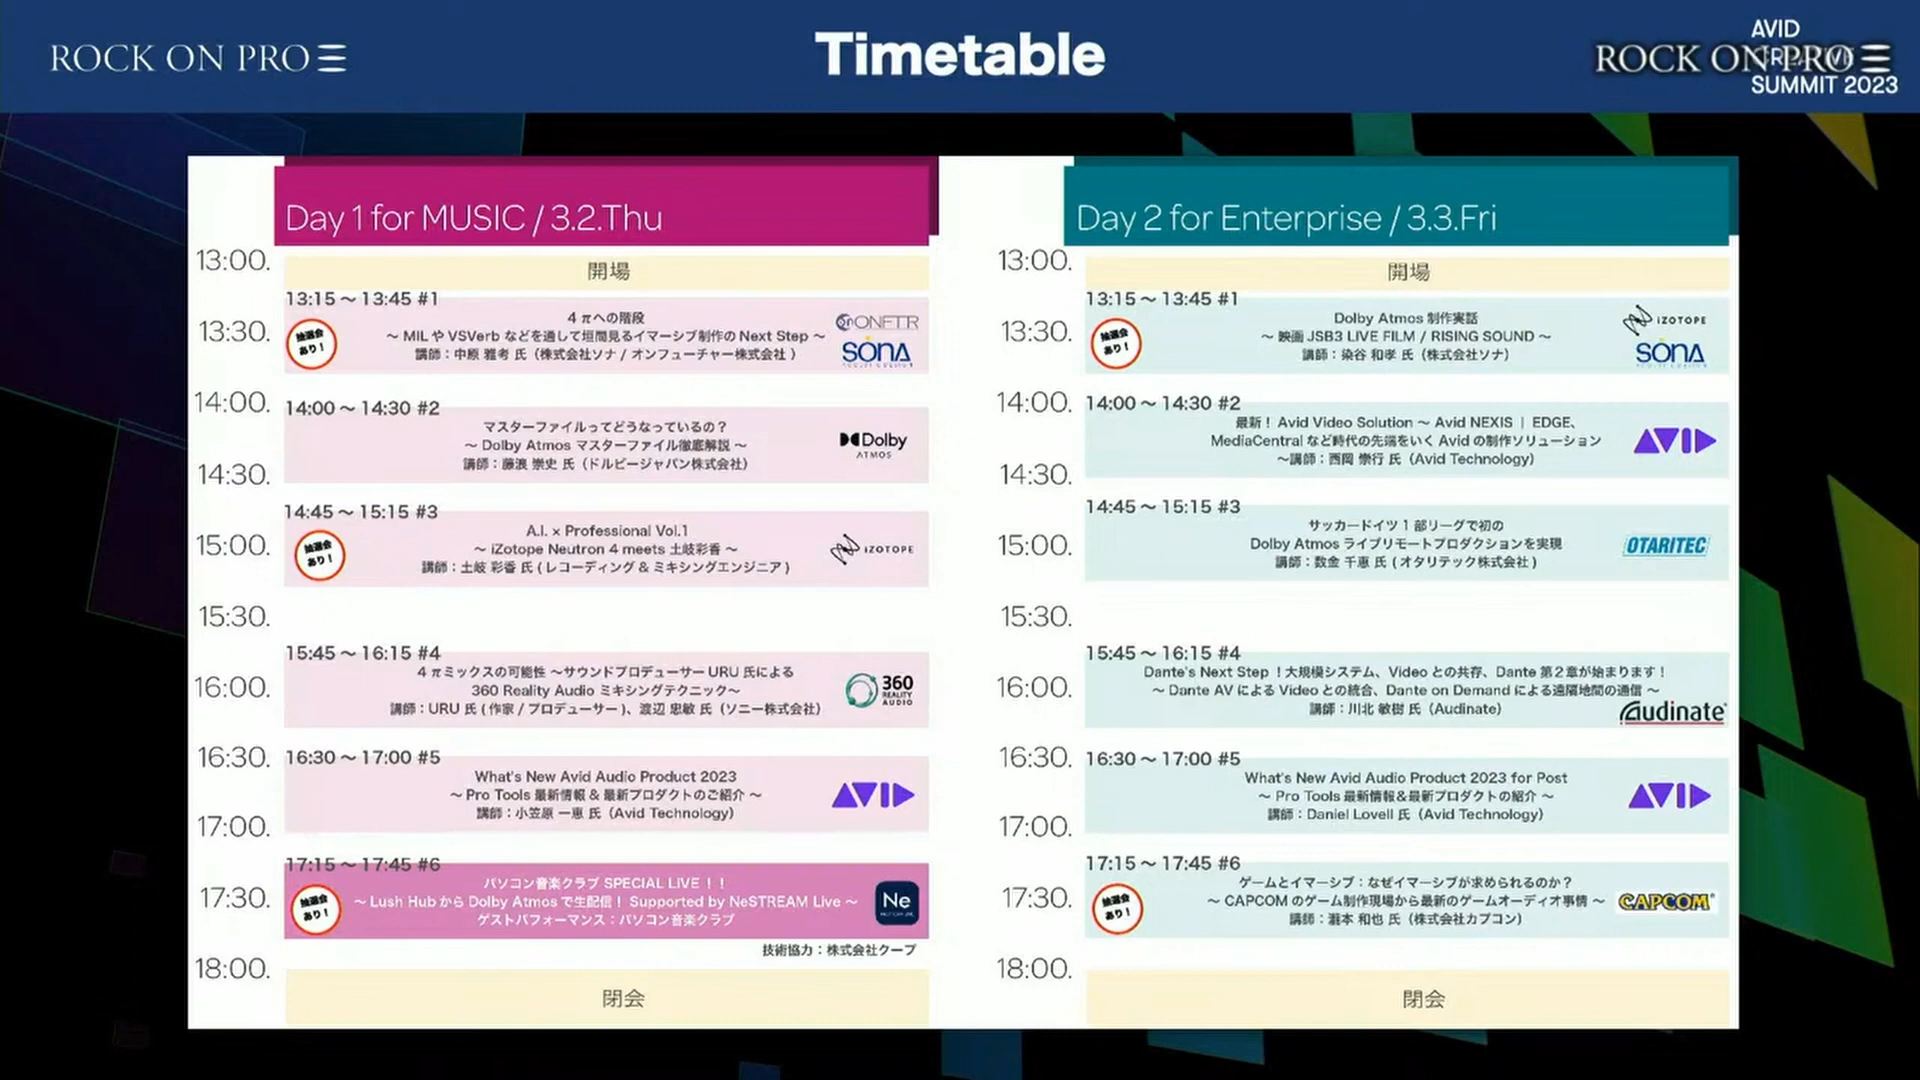 ROCK ON PRO
Timetable
AVID
SUMMIT 2023
ROCK ON PRO
Day 1 for MUSIC / 3.2.Thu
13:00.
開場
13:15 ～ 13:45 #1
13:30.
抽選会
あり！
4 πへの階段
～ MIL や VSVerb などを通して垣間見るイマーシブ制作の Next Step ～
講師：中原 雅考 氏（株式会社ソナ / オンフューチャー株式会社 ）
ONFTR
SONA
14:00.
14:00 ～ 14:30 #2
マスターファイルってどうなっているの？
～ Dolby Atmos マスターファイル徹底解説 ～
講師：藤浪 崇史 氏（ドルビージャパン株式会社）
Dolby
ATMOS
14:30.
14:45 ～ 15:15 #3
15:00.
抽選会
あり！
A.I. × Professional Vol.1
～ iZotope Neutron 4 meets 土岐彩香 ～
講師：土岐 彩香 氏 ( レコーディング & ミキシングエンジニア )
iZOTOPE
15:30.
15:45 ～ 16:15 #4
16:00.
4 πミックスの可能性 ～サウンドプロデューサー URU 氏による
360 Reality Audio ミキシングテクニック～
講師：URU 氏 ( 作家 / プロデューサー )、渡辺 忠敏 氏（ソニー株式会社）
360
REALITY
AUDIO
16:30.
16:30 ～ 17:00 #5
What's New Avid Audio Product 2023
～ Pro Tools 最新情報 & 最新プロダクトのご紹介 ～
講師：小笠原 一恵 氏（Avid Technology）
AVID
17:00.
17:15 ～ 17:45 #6
17:30.
抽選会
あり！
パソコン音楽クラブ SPECIAL LIVE ！！
～ Lush Hub から Dolby Atmos で生配信！ Supported by NeSTREAM Live ～
ゲストパフォーマンス：パソコン音楽クラブ
Ne
技術協力：株式会社クープ
18:00.
閉会
Day 2 for Enterprise / 3.3.Fri
13:00.
開場
13:15 ～ 13:45 #1
13:30.
抽選会
あり！
Dolby Atmos 制作実話
～ 映画 JSB3 LIVE FILM / RISING SOUND ～
講師：染谷 和孝 氏（株式会社ソナ）
iZOTOPE
SONA
14:00.
14:00 ～ 14:30 #2
最新！ Avid Video Solution ～ Avid NEXIS | EDGE、
MediaCentral など時代の先端をいく Avid の制作ソリューション
～講師：西岡 崇行 氏（Avid Technology）
AVID
14:30.
14:45 ～ 15:15 #3
15:00.
サッカードイツ 1 部リーグで初の
Dolby Atmos ライブリモートプロダクションを実現
講師：数金 千恵 氏 ( オタリテック株式会社 )
OTARITEC
15:30.
15:45 ～ 16:15 #4
16:00.
Dante's Next Step ！大規模システム、Video との共存、Dante 第２章が始まります！
～ Dante AV による Video との統合、Dante on Demand による遠隔地間の通信 ～
講師：川北 敏樹 氏（Audinate）
Audinate
16:30.
16:30 ～ 17:00 #5
What's New Avid Audio Product 2023 for Post
～ Pro Tools 最新情報&最新プロダクトの紹介 ～
講師：Daniel Lovell 氏（Avid Technology）
AVID
17:00.
17:15 ～ 17:45 #6
17:30.
抽選会
あり！
ゲームとイマーシブ：なぜイマーシブが求められるのか？
～ CAPCOM のゲーム制作現場から最新のゲームオーディオ事情 ～
講師：瀧本 和也 氏（株式会社カプコン）
CAPCOM
18:00.
閉会